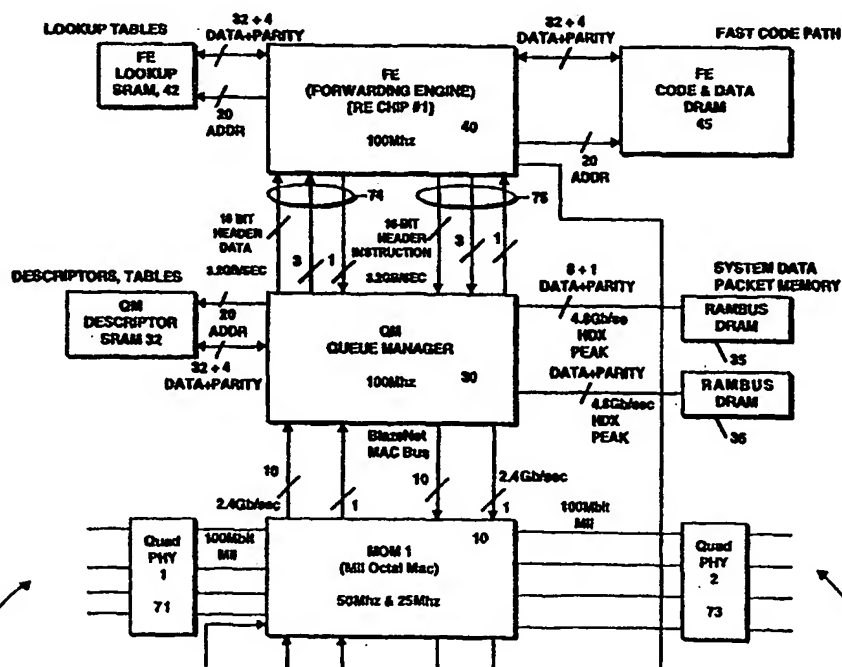 LOOKUP TABLES
32 + 4
DATA+PARITY
FE
LOOKUP
SRAM, 42
20
ADDR
FE
(FORWARDING ENGINE)
[RE CHIP #1]
40
100Mhz
32 + 4
DATA+PARITY
FAST CODE PATH
FE
CODE & DATA
DRAM
45
20
ADDR
74
75
16 BIT
HEADER
DATA
3
1
3.2GB/SEC
16-BIT
HEADER
INSTRUCTION
3
1
3.2GB/SEC
DESCRIPTORS, TABLES
QM
DESCRIPTOR
SRAM 32
20
ADDR
32 + 4
DATA+PARITY
QM
QUEUE MANAGER
100Mhz
30
8 + 1
DATA+PARITY
4.8Gb/se
HDX
PEAK
SYSTEM DATA
PACKET MEMORY
RAMBUS
DRAM
35
DATA+PARITY
4.8Gb/sec
HDX
PEAK
RAMBUS
DRAM
36
BlazeNet
MAC Bus
10
2.4Gb/sec
1
10
2.4Gb/sec
1
Quad
PHY
1
71
100Mbit
MII
10
MOM 1
(MII Octal Mac)
50Mhz & 25Mhz
100Mbit
MII
Quad
PHY
2
73